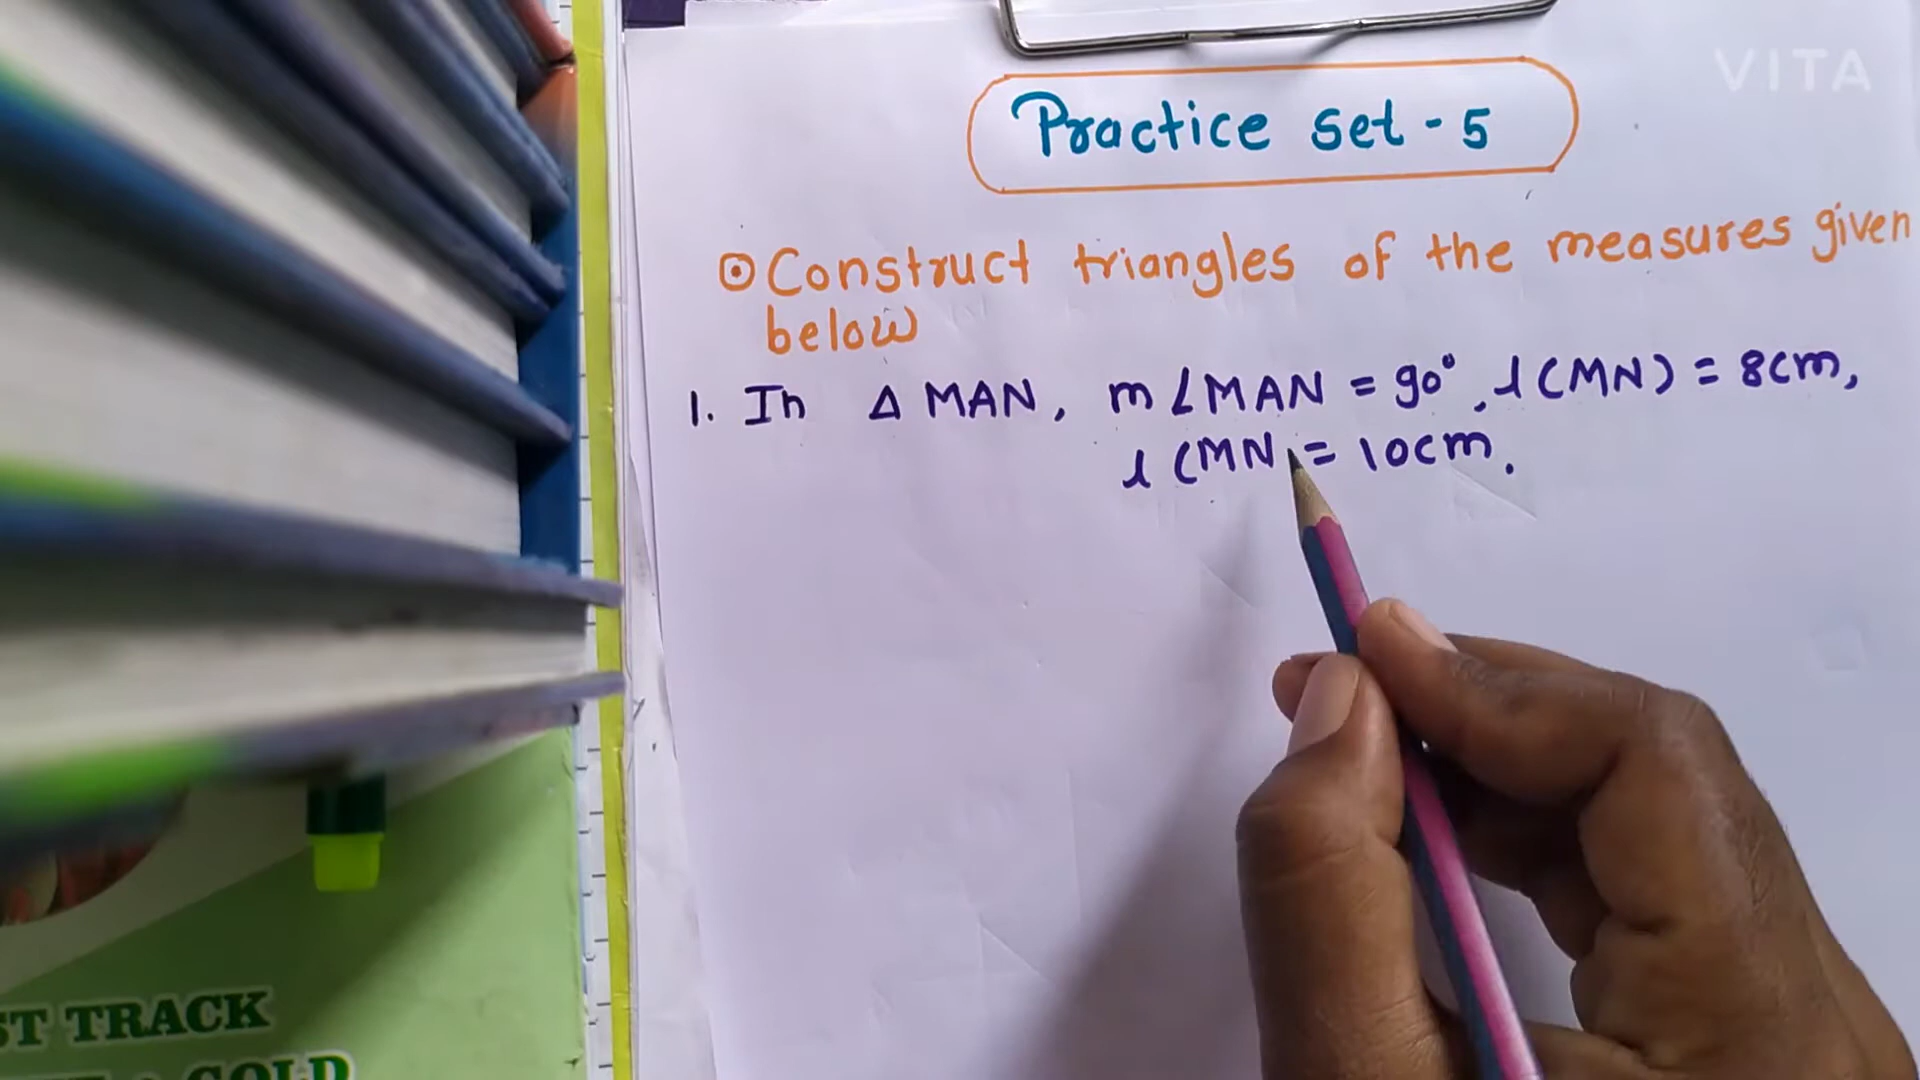 VITA
Practice set - 5
Construct triangles of the measures given
below
1. In Δ MAN, m∠MAN = 90°, l(MN) = 8cm,
l(MN = 10cm.
ST TRACK
GOLD